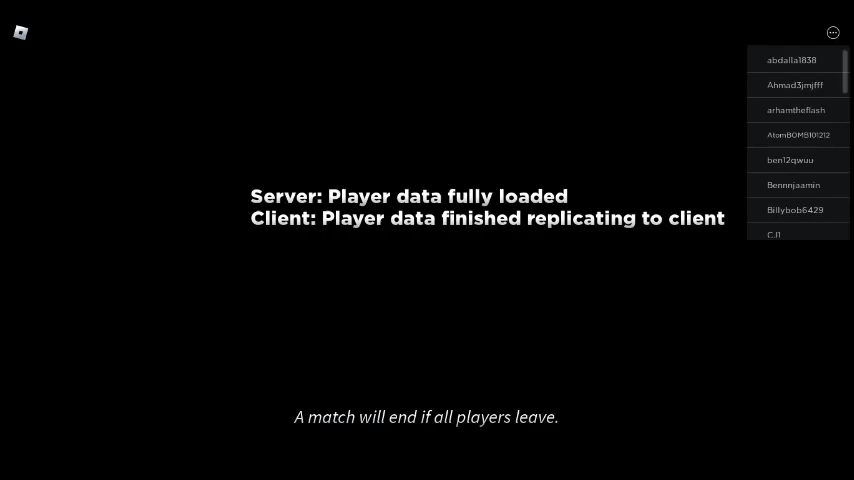 abdalla1838
Ahmad3jmjfff
arhamtheflash
AtomBOMB101212
ben12qwuu
Bennnjaamin
Billybob6429
Server: Player data fully loaded
Client: Player data finished replicating to client
A match will end if all players leave.